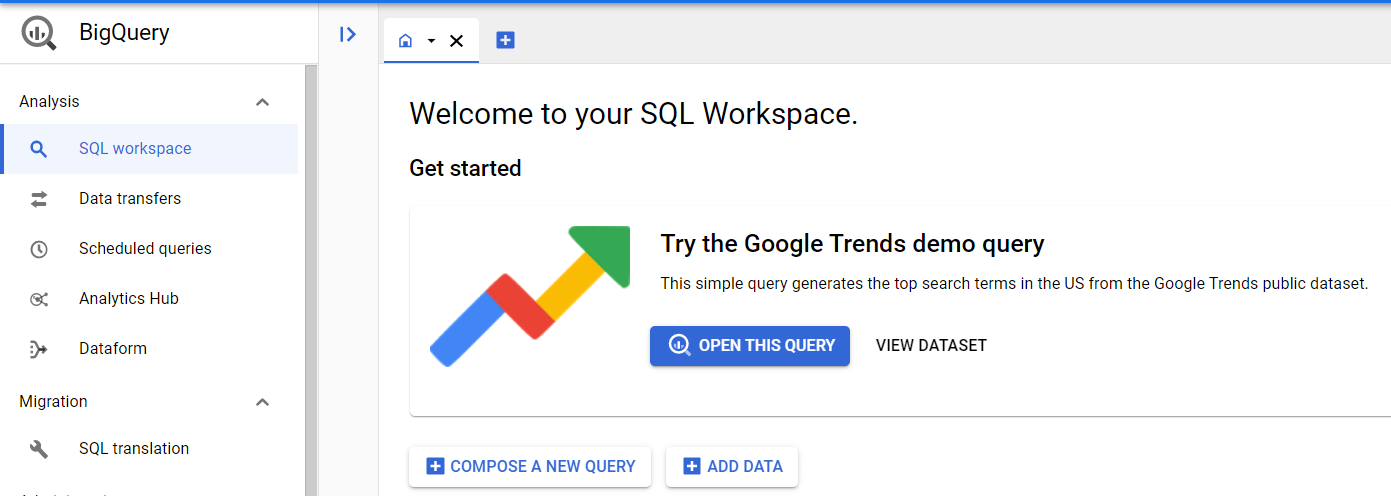 BigQuery
Analysis
SQL workspace
Data transfers
Scheduled queries
Analytics Hub
Dataform
Migration
SQL translation
Welcome to your SQL Workspace.
Get started
Try the Google Trends demo query
This simple query generates the top search terms in the US from the Google Trends public dataset.
OPEN THIS QUERY
VIEW DATASET
COMPOSE A NEW QUERY
ADD DATA